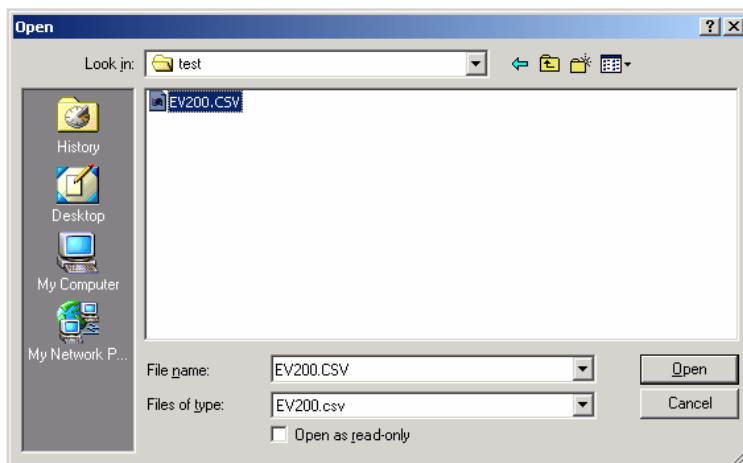 Open
Look in: test
EV200.CSV
History
Desktop
My Computer
My Network P...
File name: EV200.CSV Open
Files of type: EV200.csv Cancel
Open as read-only